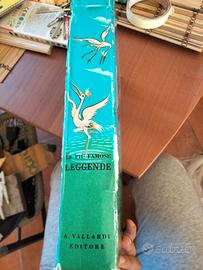 LE PIÙ FAMOSE
LEGGENDE
A. VALLARDI
EDITORE
subito